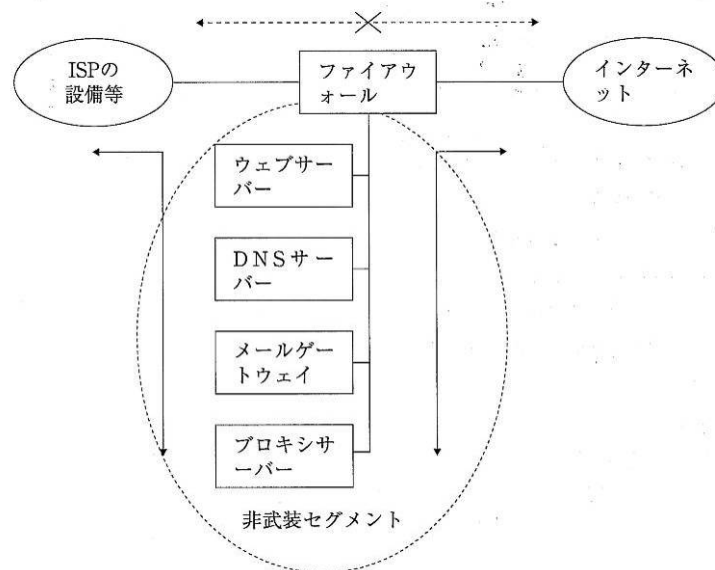 ISPの
設備等
ファイアウ
ォール
インターネ
ット
ウェブサー
バー
DNSサー
バー
メールゲー
トウェイ
プロキシサ
ーバー
非武装セグメント